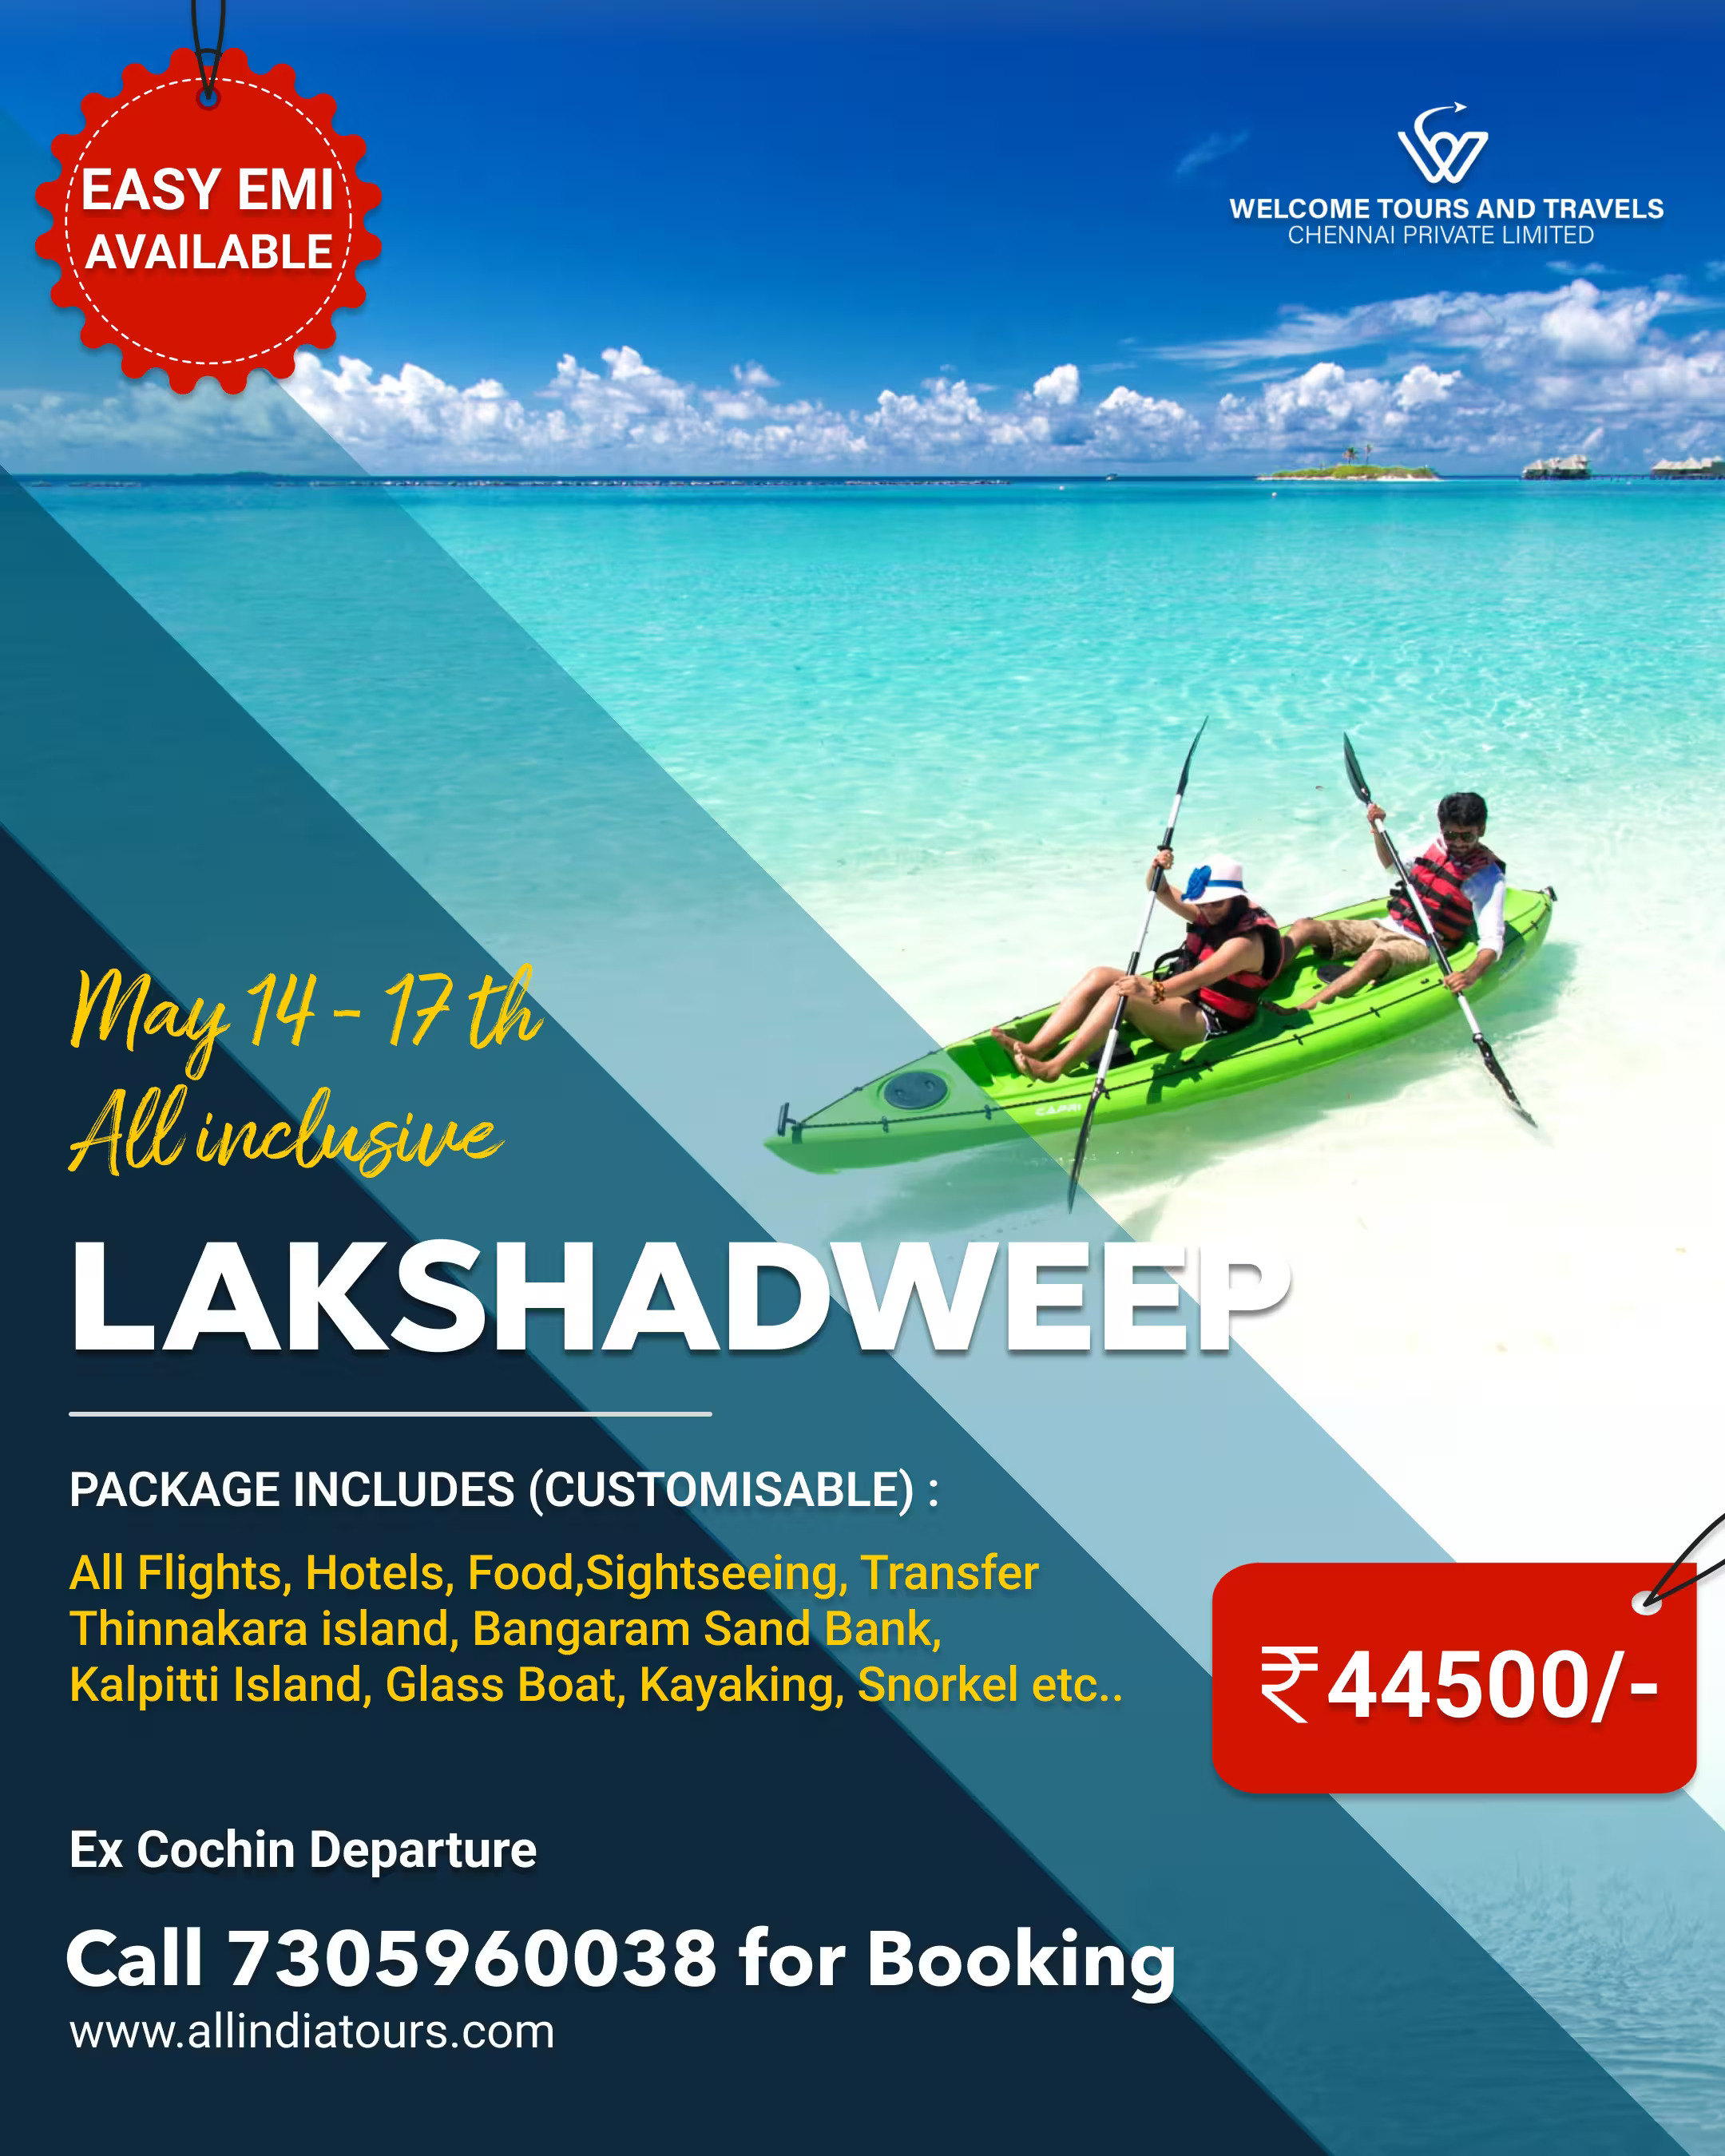 EASY EMI
AVAILABLE
WELCOME TOURS AND TRAVELS
CHENNAI PRIVATE LIMITED
CAPRI
May 14 - 17 th
All inclusive
LAKSHADWEEP
PACKAGE INCLUDES (CUSTOMISABLE) :
All Flights, Hotels, Food,Sightseeing, Transfer
Thinnakara island, Bangaram Sand Bank,
Kalpitti Island, Glass Boat, Kayaking, Snorkel etc..
₹44500/-
Ex Cochin Departure
Call 7305960038 for Booking
www.allindiatours.com